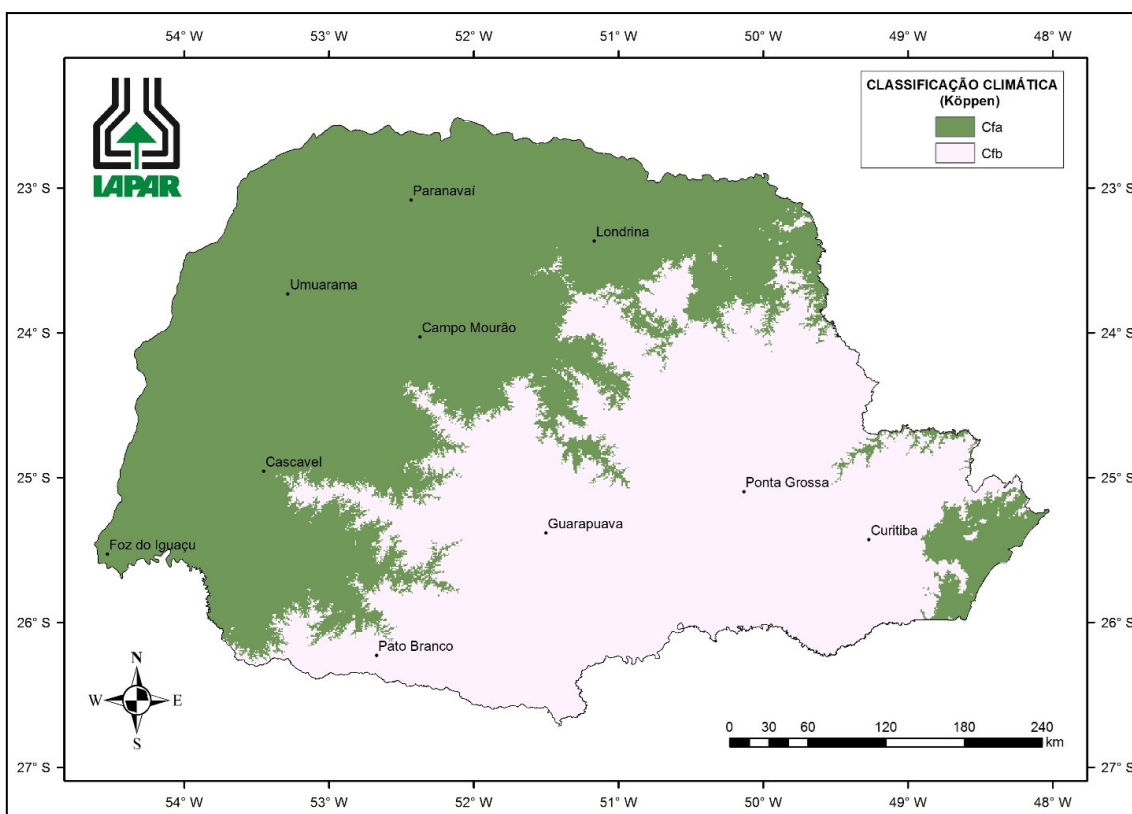 54° W 53° W 52° W 51° W 50° W 49° W 48° W
IAPAR
CLASSIFICAÇÃO CLIMÁTICA
(Köppen)
Cfa
Cfb
23° S 23° S
Paranavaí
Londrina
Umuarama
24° S 24° S
Campo Mourão
Cascavel
25° S 25° S
Ponta Grossa
Guarapuava
Curitiba
Foz do Iguaçu
26° S 26° S
Pato Branco
N
W E
S
0 30 60 120 180 240
km
27° S 27° S
54° W 53° W 52° W 51° W 50° W 49° W 48° W